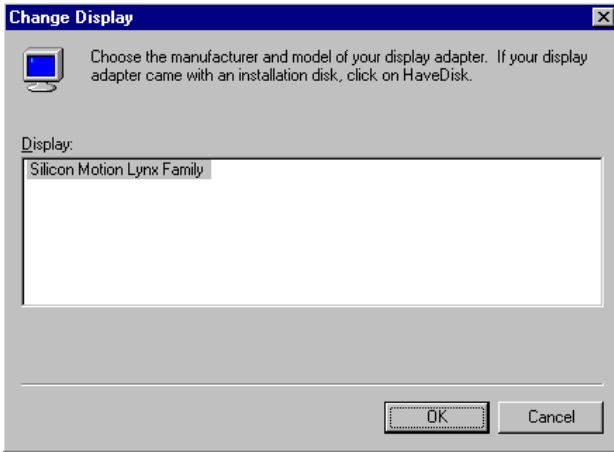 Change Display
Choose the manufacturer and model of your display adapter. If your display
adapter came with an installation disk, click on HaveDisk.
Display:
Silicon Motion Lynx Family
OK
Cancel